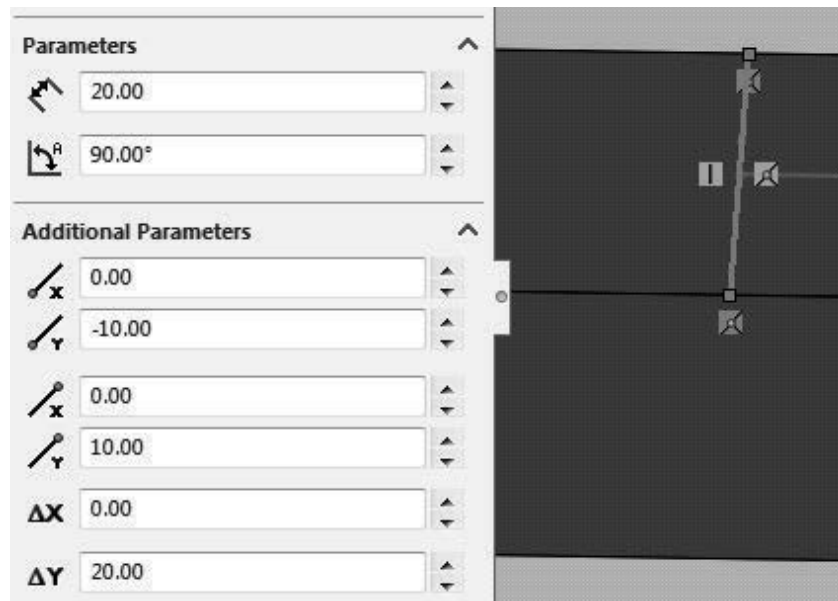 Parameters
20.00
A
90.00°
Additional Parameters
X
0.00
Y
-10.00
X
0.00
Y
10.00
ΔX
0.00
ΔY
20.00